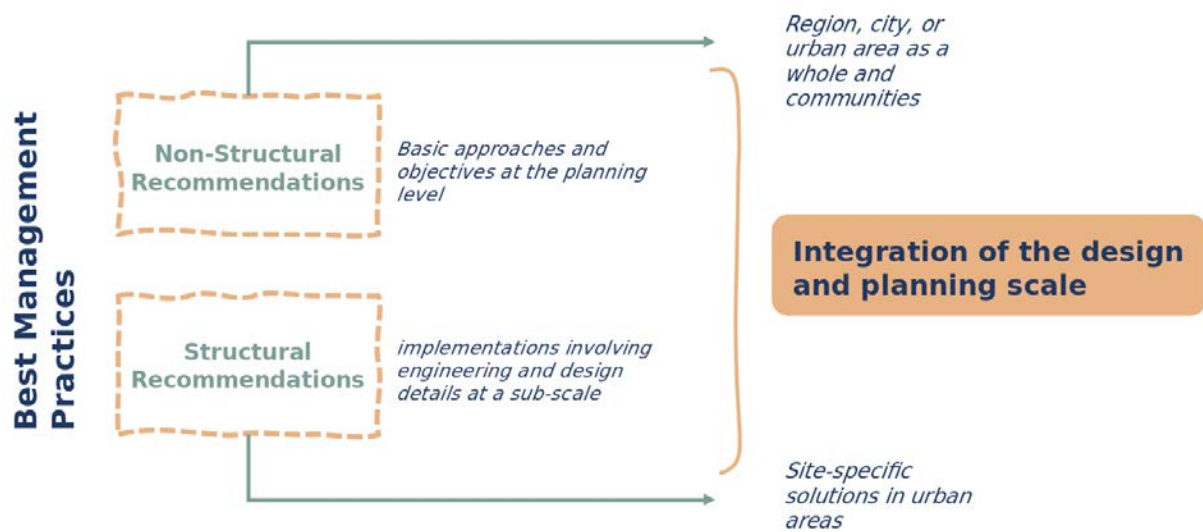 Best Management
Practices
Non-Structural
Recommendations
Basic approaches and
objectives at the planning
level
Structural
Recommendations
implementations involving
engineering and design
details at a sub-scale
Region, city, or
urban area as a
whole and
communities
Integration of the design
and planning scale
Site-specific
solutions in urban
areas